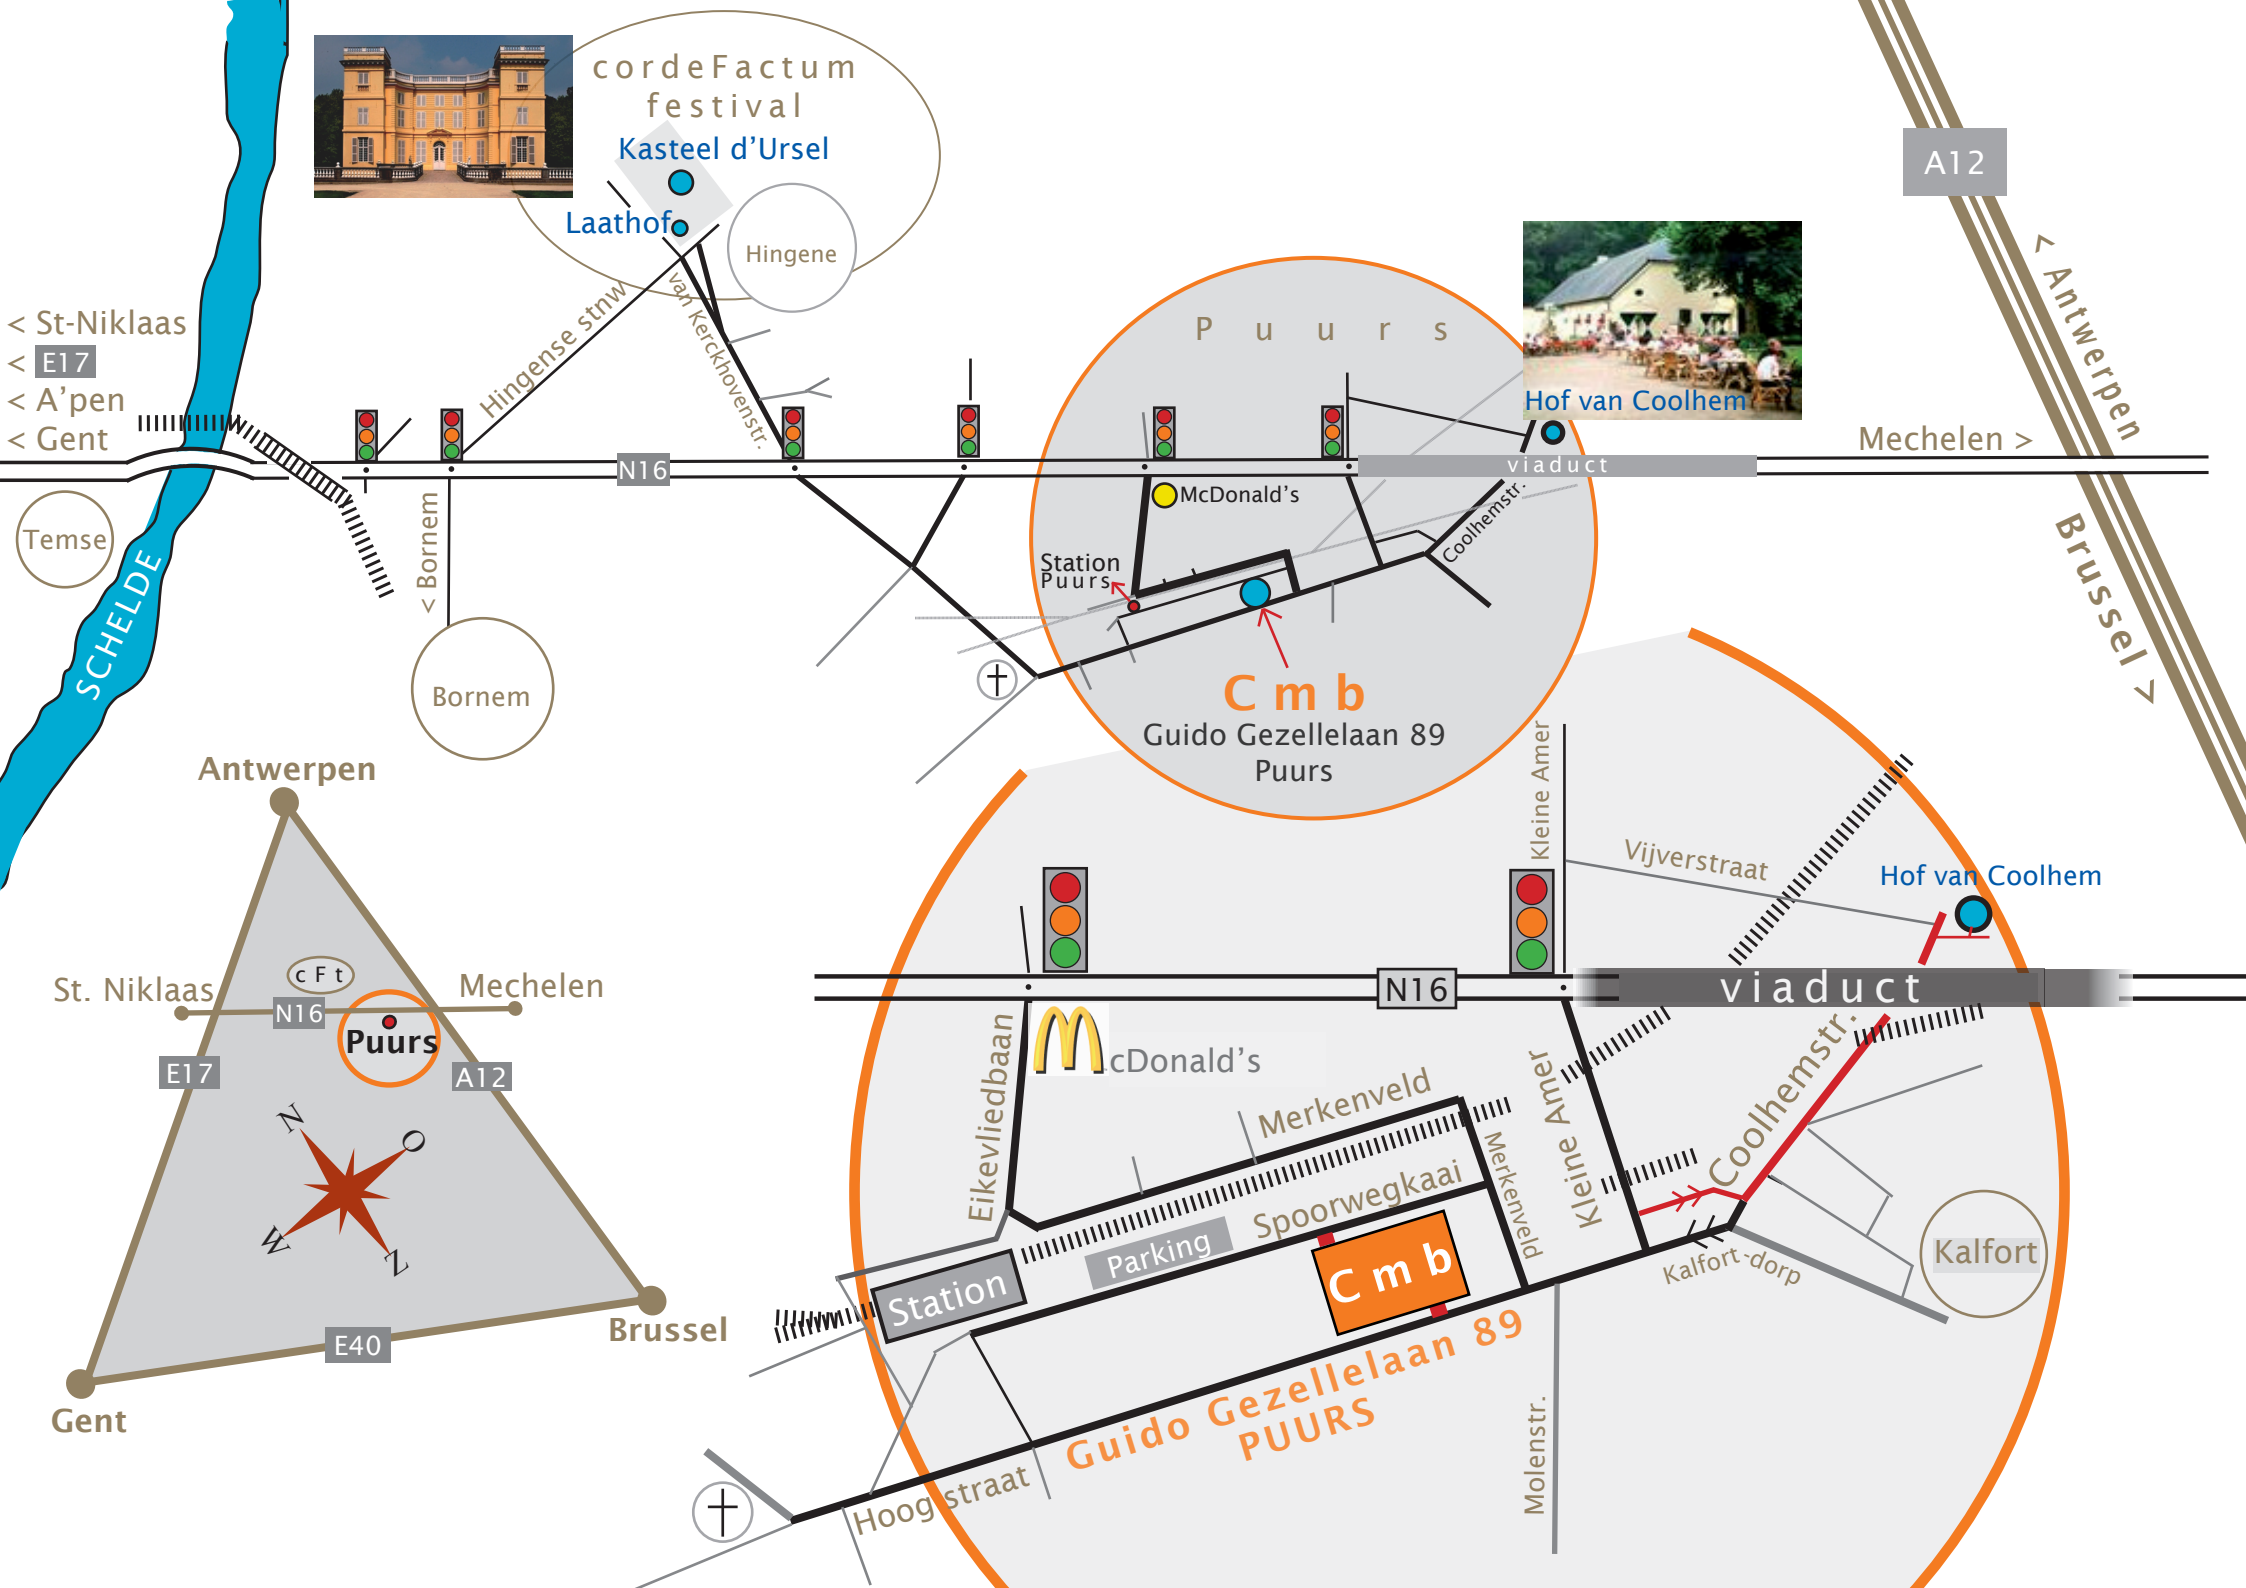 cordeFactum
festival
Kasteel d'Ursel
Laathof
Hingene
A12
< Antwerpen
Brussel >
< St-Niklaas
< E17
< A'pen
< Gent
Hingense stnw
van Kerckhovenstr.
Puurs
Hof van Coolhem
Mechelen >
N16
viaduct
McDonald's
Coolhemstr.
Temse
SCHELDE
< Bornem
Bornem
Station
Puurs
Cmb
Guido Gezellelaan 89
Puurs
Antwerpen
St. Niklaas
cFt
N16
Mechelen
Puurs
E17
A12
N
O
W
Z
E40
Brussel
Gent
Kleine Amer
Vijverstraat
Hof van Coolhem
N16
viaduct
Eikevliedbaan
cDonald's
Merkenveld
Merkenveld
Kleine Amer
Coolhemstr.
Spoorwegkaai
Parking
Station
Cmb
Kalfort-dorp
Kalfort
Guido Gezellelaan 89
PUURS
Hoogstraat
Molenstr.